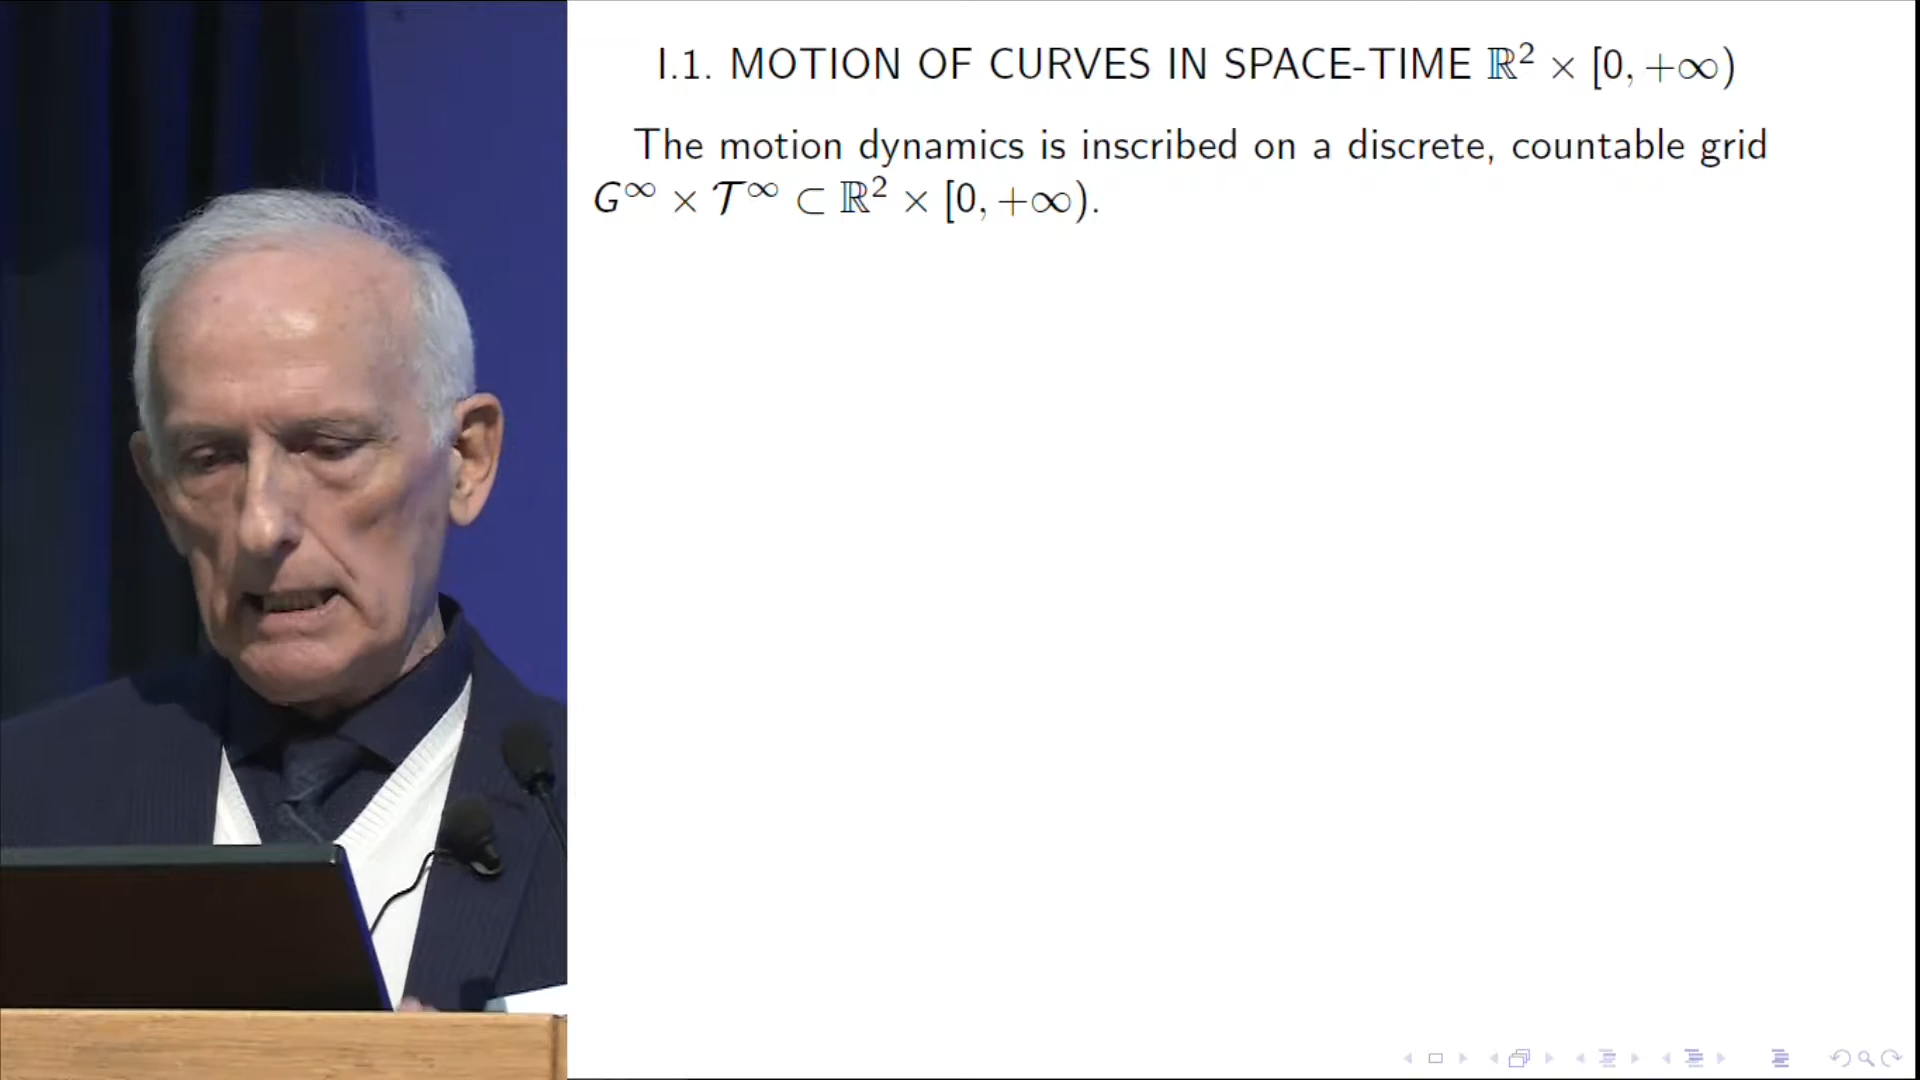 I.1. MOTION OF CURVES IN SPACE-TIME ℝ² × [0, +∞)
The motion dynamics is inscribed on a discrete, countable grid
G^∞ × 𝒯^∞ ⊂ ℝ² × [0, +∞).